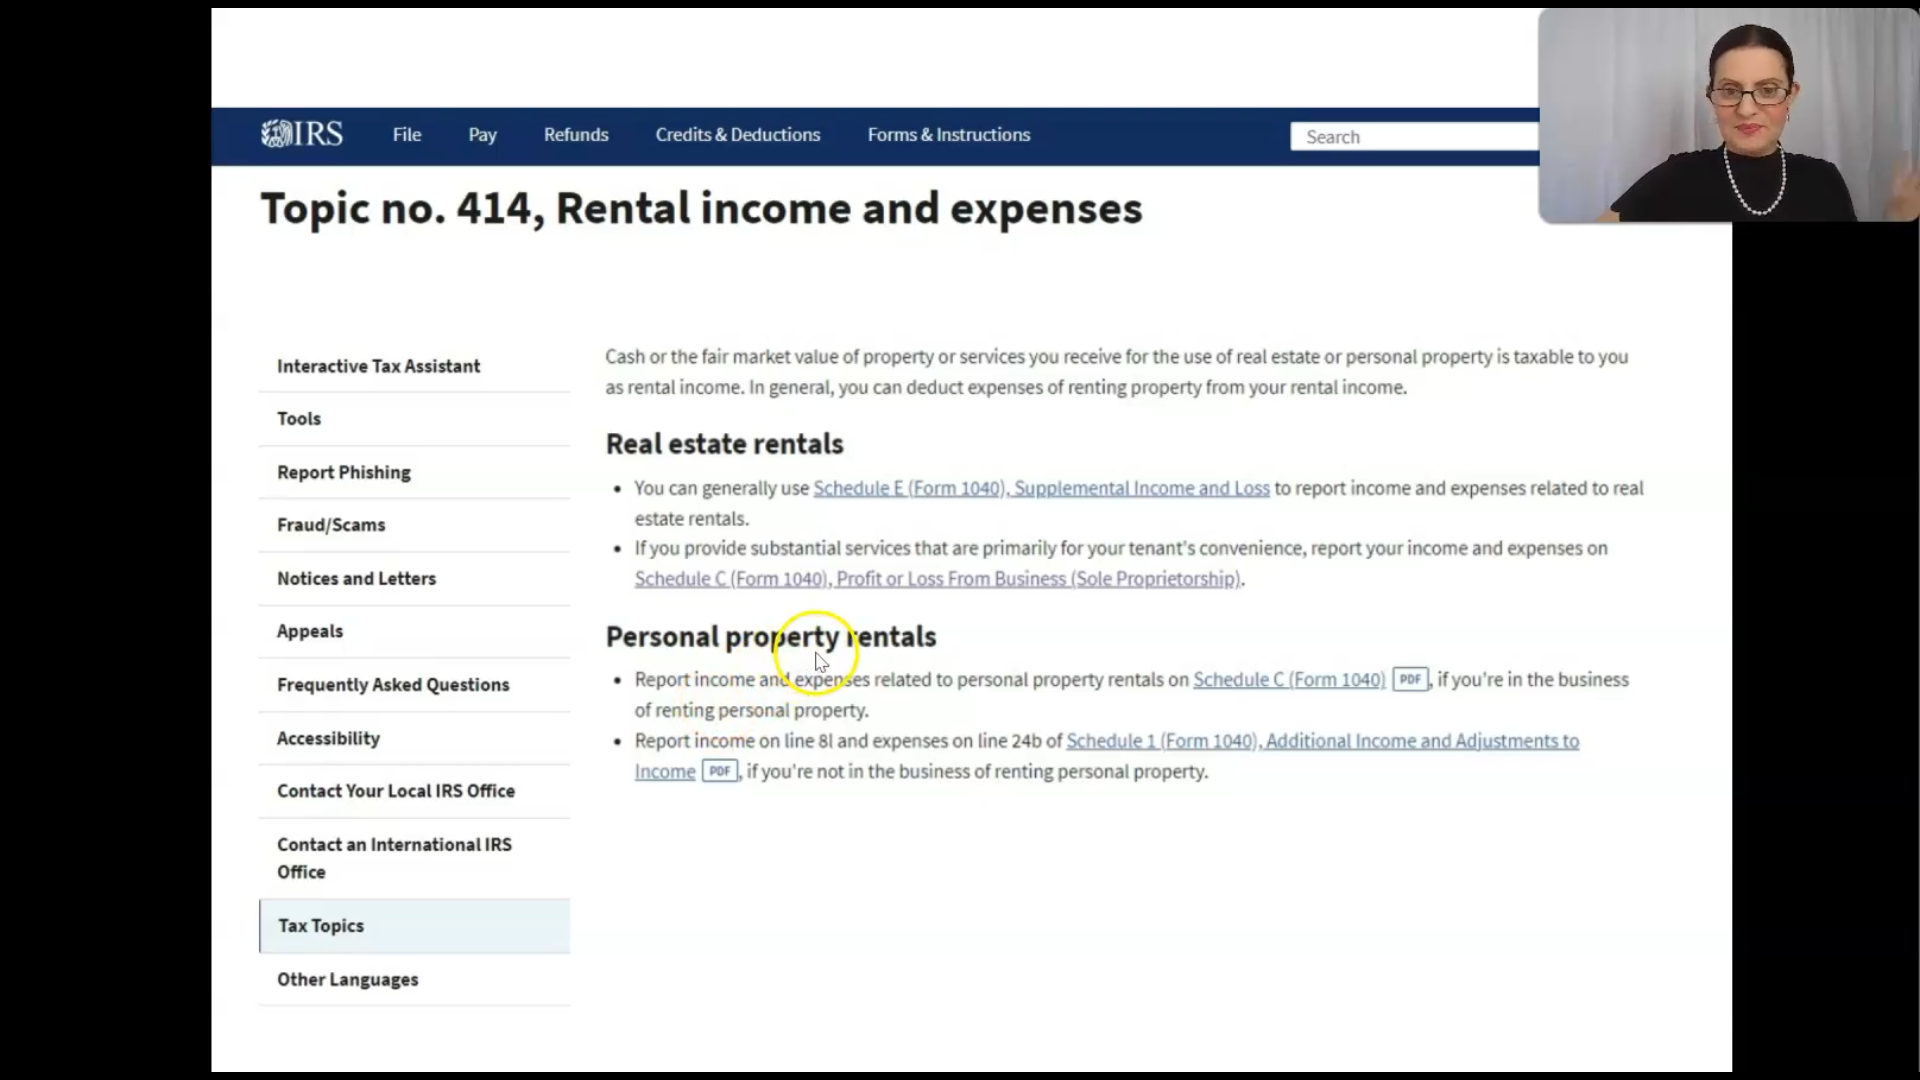 IRS File Pay Refunds Credits & Deductions Forms & Instructions Search
Topic no. 414, Rental income and expenses
Interactive Tax Assistant
Tools
Report Phishing
Fraud/Scams
Notices and Letters
Appeals
Frequently Asked Questions
Accessibility
Contact Your Local IRS Office
Contact an International IRS
Office
Tax Topics
Other Languages
Cash or the fair market value of property or services you receive for the use of real estate or personal property is taxable to you
as rental income. In general, you can deduct expenses of renting property from your rental income.
Real estate rentals
• You can generally use Schedule E (Form 1040), Supplemental Income and Loss to report income and expenses related to real
estate rentals.
• If you provide substantial services that are primarily for your tenant's convenience, report your income and expenses on
Schedule C (Form 1040), Profit or Loss From Business (Sole Proprietorship).
Personal property rentals
• Report income and expenses related to personal property rentals on Schedule C (Form 1040) PDF, if you're in the business
of renting personal property.
• Report income on line 8l and expenses on line 24b of Schedule 1 (Form 1040), Additional Income and Adjustments to
Income PDF, if you're not in the business of renting personal property.